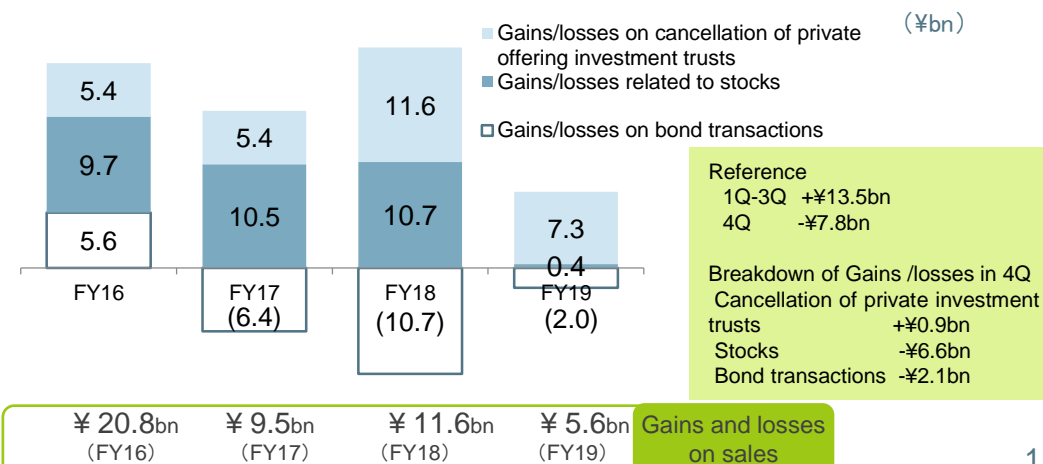 (¥bn)
Gains/losses on cancellation of private
offering investment trusts
Gains/losses related to stocks
Gains/losses on bond transactions
5.4
9.7
5.6
5.4
10.5
11.6
10.7
7.3
0.4
FY16
FY17
FY18
FY19
(6.4)
(10.7)
(2.0)
Reference
1Q-3Q +¥13.5bn
4Q -¥7.8bn
Breakdown of Gains /losses in 4Q
Cancellation of private investment
trusts +¥0.9bn
Stocks -¥6.6bn
Bond transactions -¥2.1bn
¥ 20.8bn ¥ 9.5bn ¥ 11.6bn ¥ 5.6bn Gains and losses
(FY16) (FY17) (FY18) (FY19) on sales
1